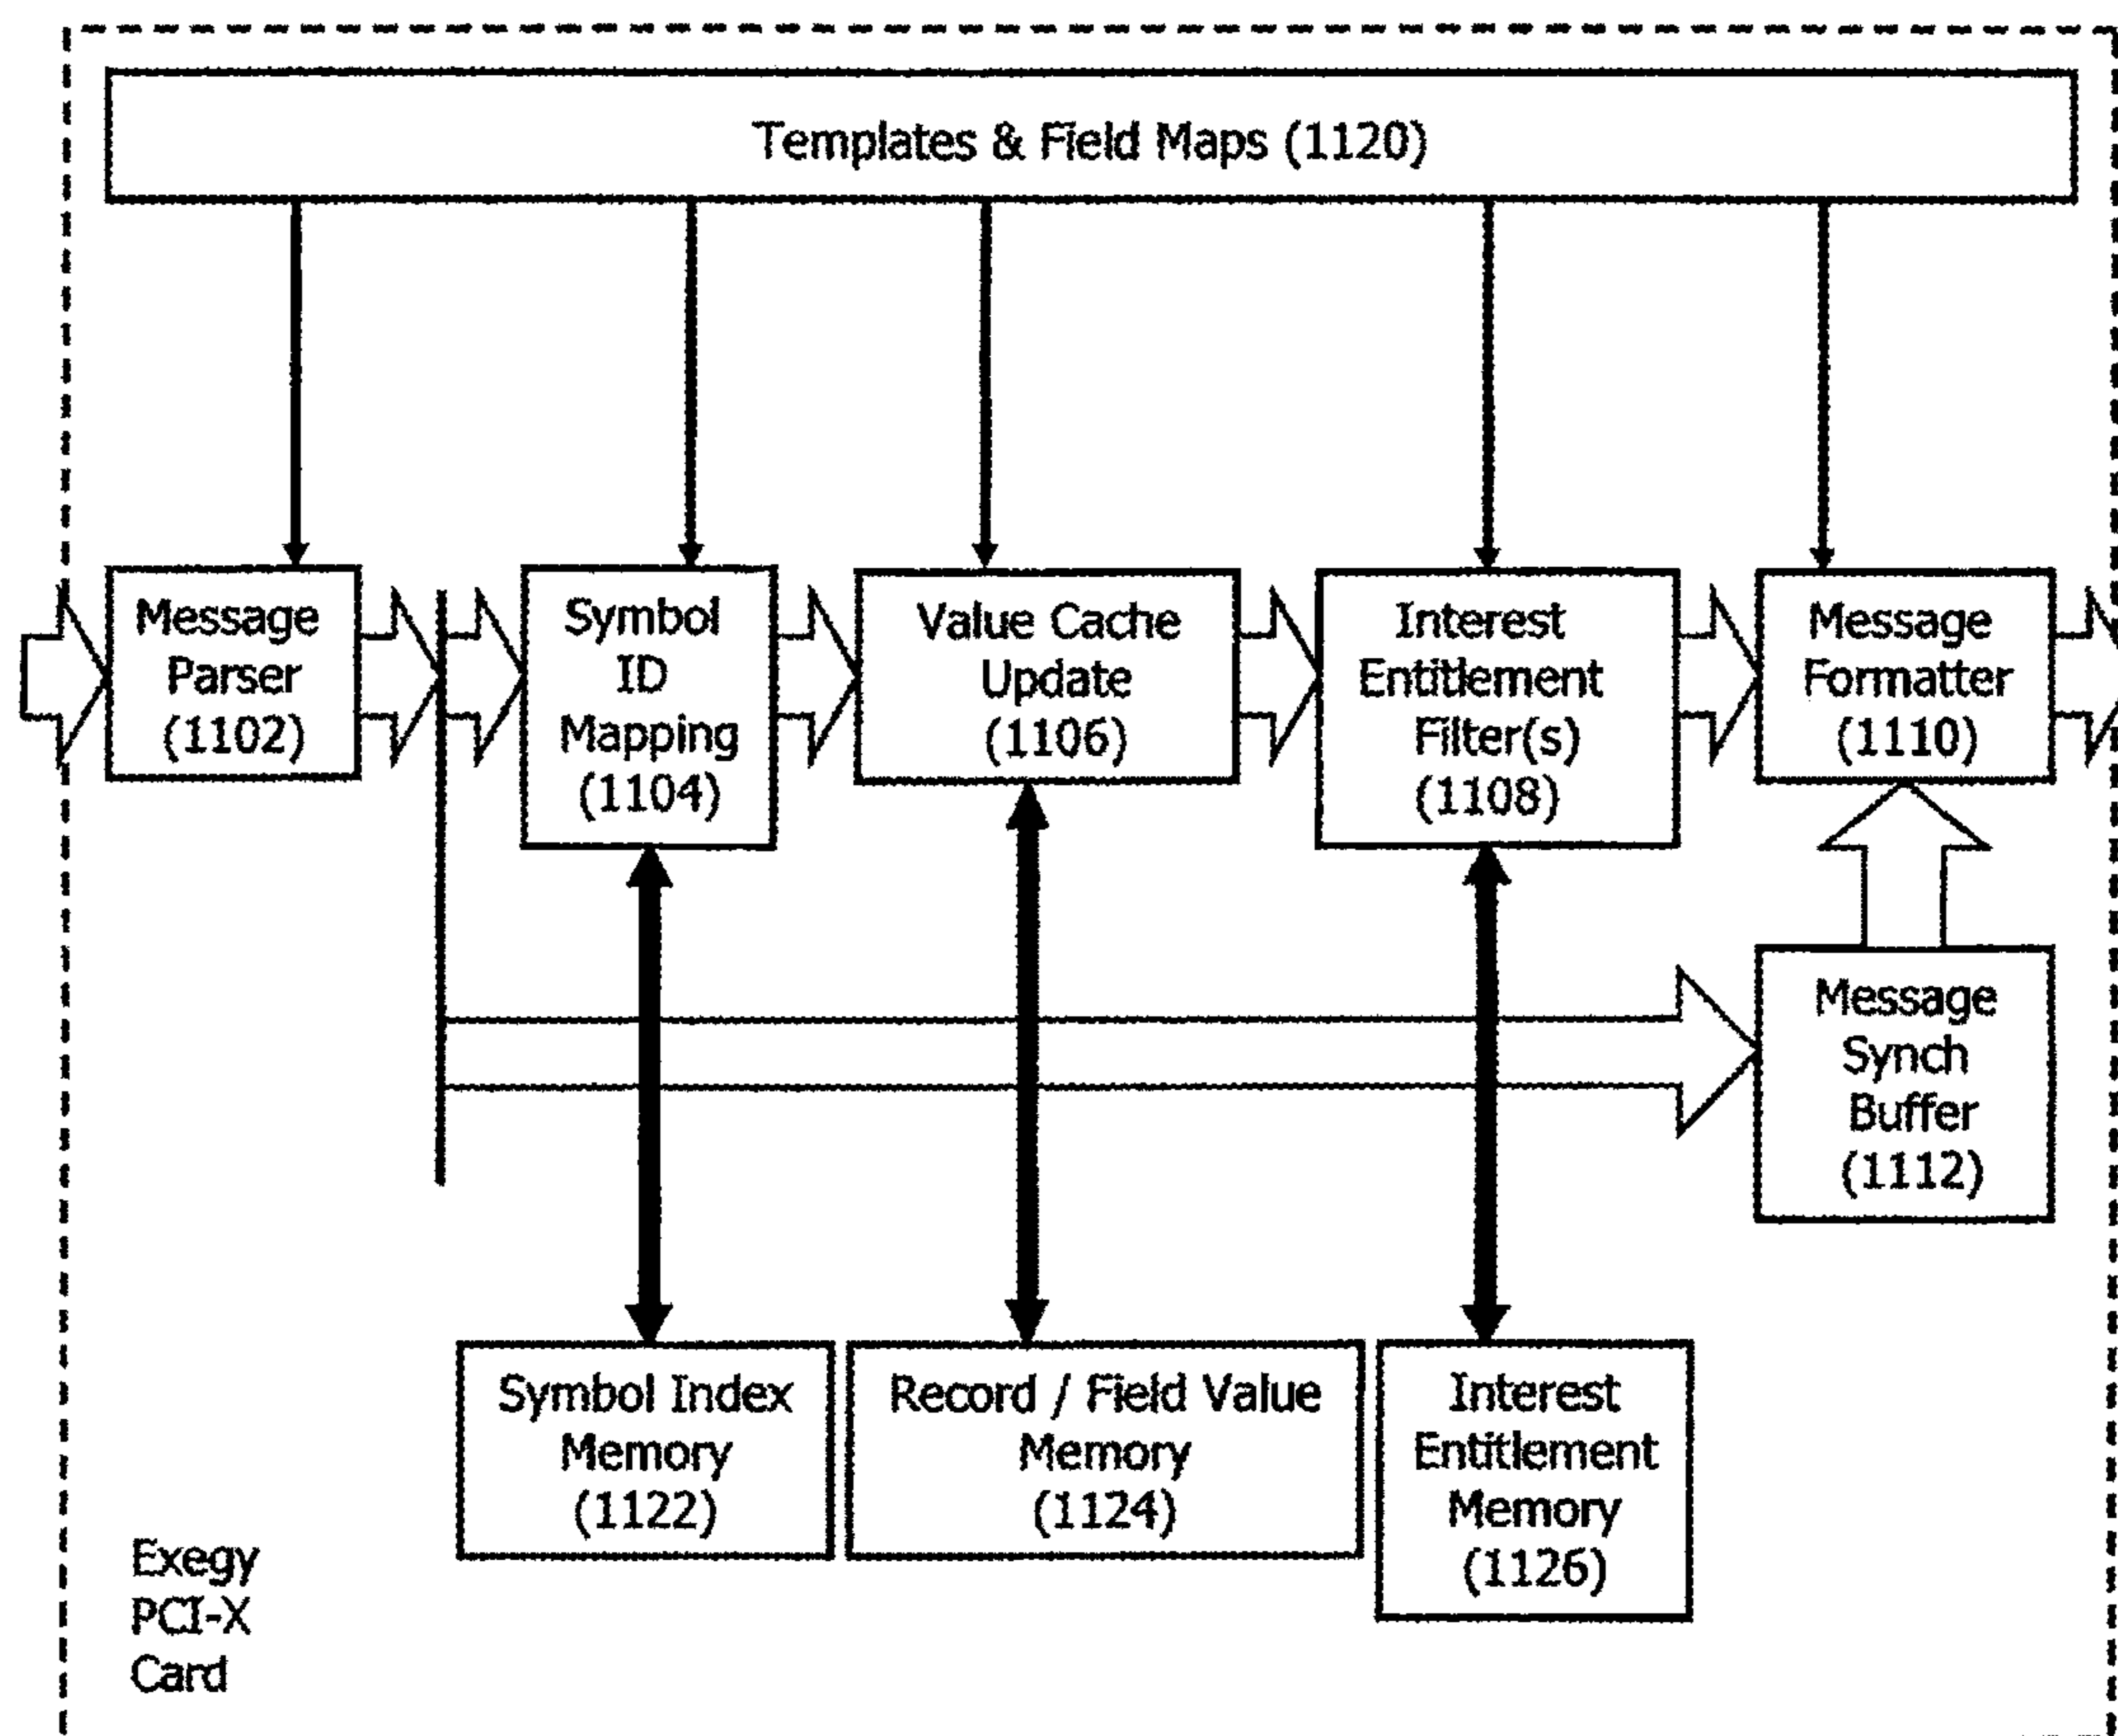 Templates & Field Maps (1120)
Message
Parser
(1102)
Symbol
ID
Mapping
(1104)
Value Cache
Update
(1106)
Interest
Entitlement
Filter(s)
(1108)
Message
Formatter
(1110)
Message
Synch
Buffer
(1112)
Symbol Index
Memory
(1122)
Record / Field Value
Memory
(1124)
Interest
Entitlement
Memory
(1126)
Exegy
PCI-X
Card